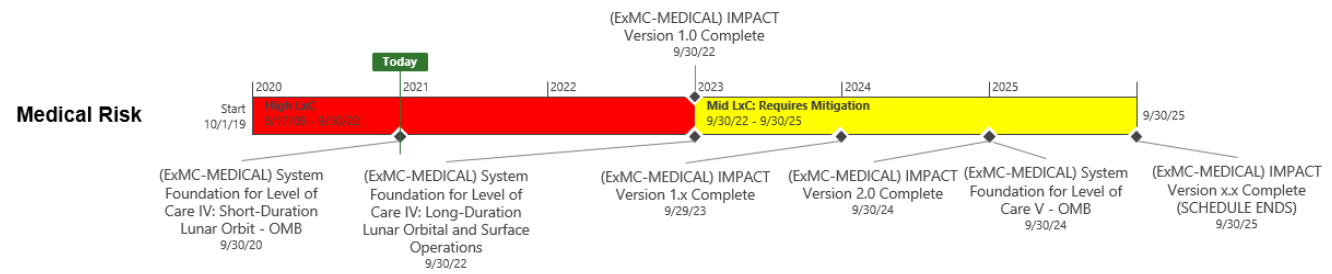 (ExMC-MEDICAL) IMPACT
Version 1.0 Complete
9/30/22
Today
2020
2021
2022
2023
2024
2025
Medical Risk
Start
10/1/19
High LxC
8/17/09 - 9/30/22
Mid LxC: Requires Mitigation
9/30/22 - 9/30/25
9/30/25
(ExMC-MEDICAL) System
Foundation for Level of
Care IV: Short-Duration
Lunar Orbit - OMB
9/30/20
(ExMC-MEDICAL) System
Foundation for Level of
Care IV: Long-Duration
Lunar Orbital and Surface
Operations
9/30/22
(ExMC-MEDICAL) IMPACT
Version 1.x Complete
9/29/23
(ExMC-MEDICAL) IMPACT
Version 2.0 Complete
9/30/24
(ExMC-MEDICAL) System
Foundation for Level of
Care V - OMB
9/30/24
(ExMC-MEDICAL) IMPACT
Version x.x Complete
(SCHEDULE ENDS)
9/30/25